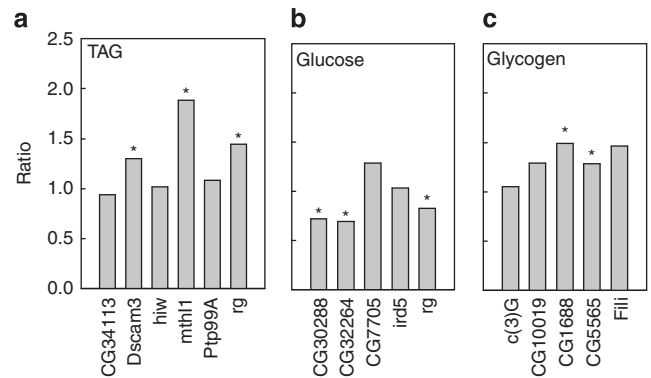 a
b
c
TAG
Glucose
Glycogen
Ratio
2.5
2.0
1.5
1.0
0.5
0.0
*
*
*
*
*
*
*
*
CG34113
Dscam3
hiw
mthl1
Ptp99A
rg
CG30288
CG32264
CG7705
ird5
rg
c(3)G
CG10019
CG1688
CG5565
Fili